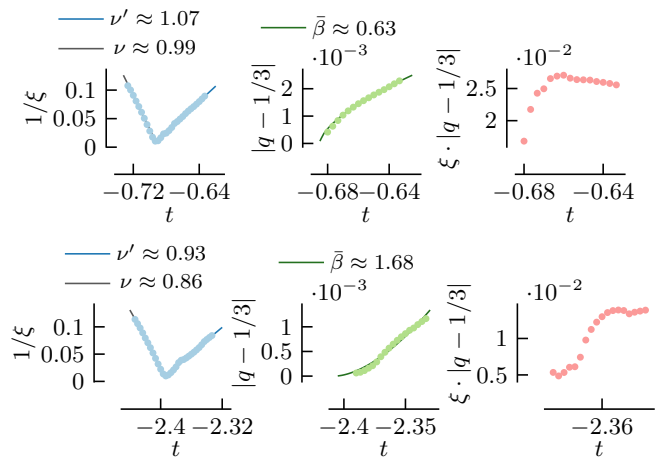 ν′ ≈ 1.07
ν ≈ 0.99
β̄ ≈ 0.63
1/ξ
0.1
0.05
0
−0.72 −0.64
t
·10⁻³
|q − 1/3|
2
1
0
−0.68 −0.64
t
·10⁻²
ξ · |q − 1/3|
2.5
2
−0.68 −0.64
t
ν′ ≈ 0.93
ν ≈ 0.86
β̄ ≈ 1.68
1/ξ
0.1
0.05
0
−2.4 −2.32
t
·10⁻³
|q − 1/3|
1
0.5
0
−2.4 −2.35
t
·10⁻²
ξ · |q − 1/3|
1
0.5
−2.36
t